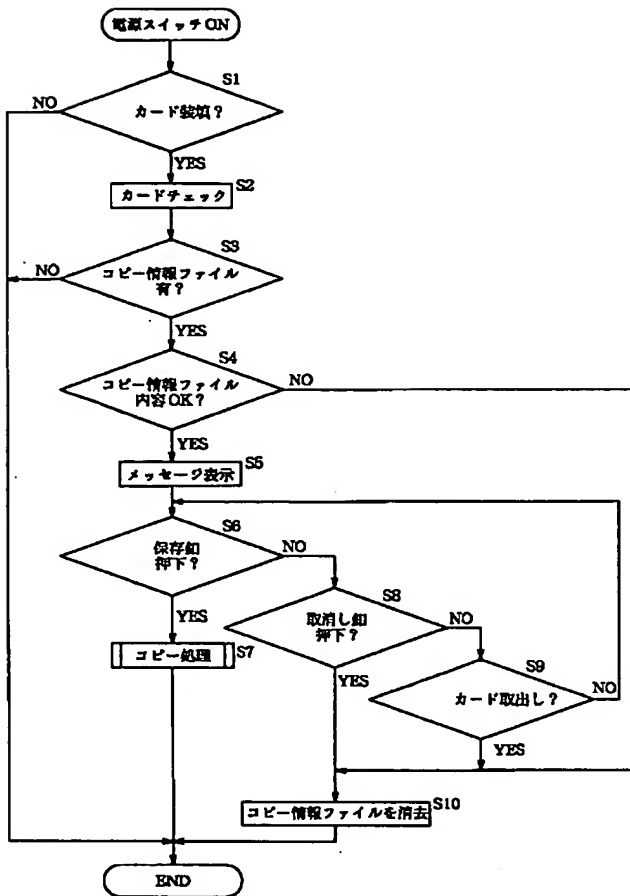 電源スイッチON
S1
NO
カード装填?
YES
S2
カードチェック
S3
NO
コピー情報ファイル
有?
YES
S4
コピー情報ファイル
内容OK?
NO
YES
S5
メッセージ表示
S6
保存釦
押下?
NO
YES
S8
取消し釦
押下?
NO
コピー処理
S7
YES
S9
カード取出し?
NO
YES
S10
コピー情報ファイルを消去
END